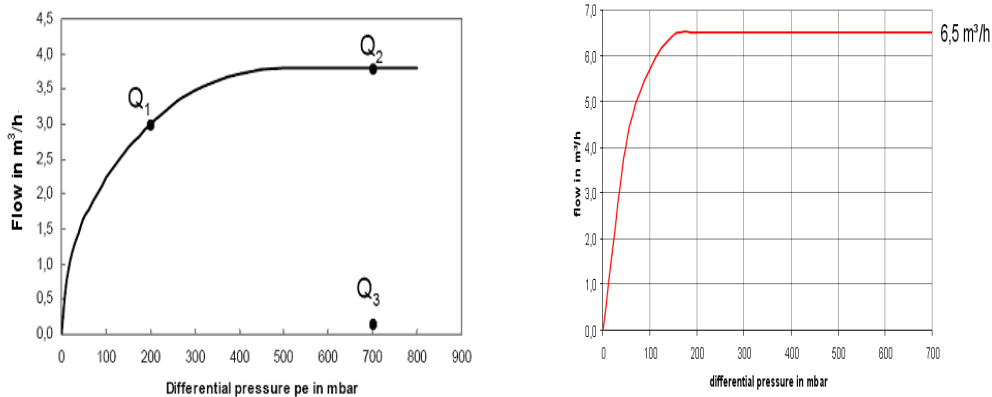 4,5
4,0
3,5
3,0
2,5
2,0
1,5
1,0
0,5
0,0
Flow in m³/h
Q₁
Q₂
Q₃
0 100 200 300 400 500 600 700 800 900
Differential pressure pe in mbar
7,0
6,0
5,0
4,0
3,0
2,0
1,0
0,0
flow in m³/h
6,5 m³/h
0 100 200 300 400 500 600 700
differential pressure in mbar